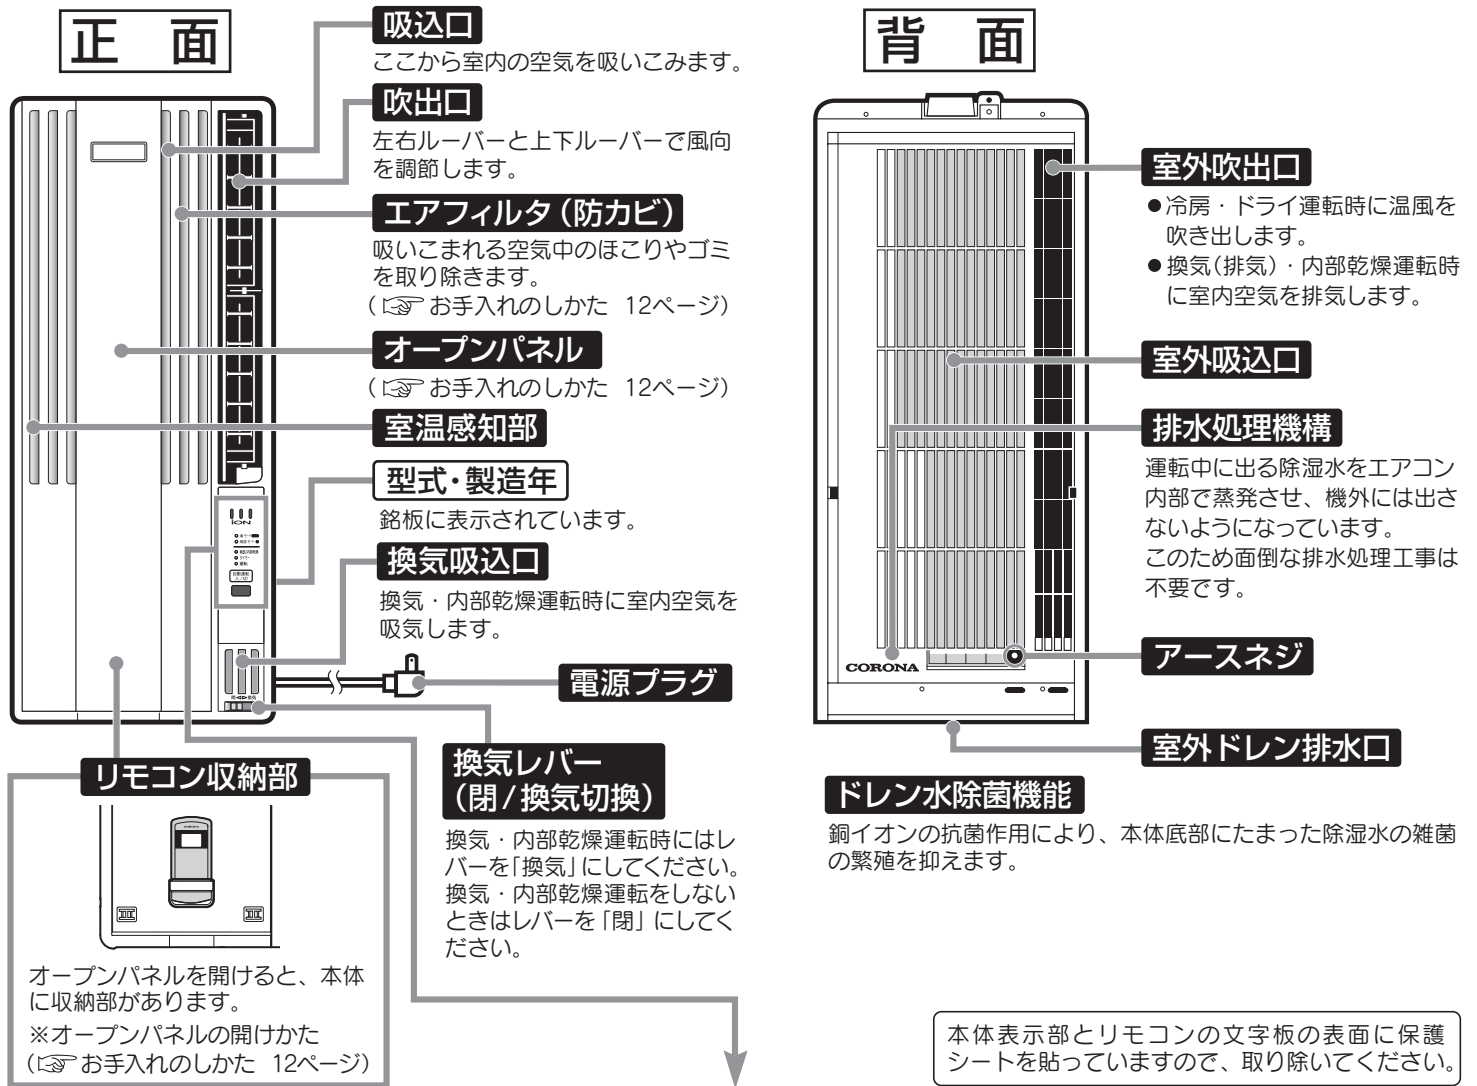 正 面
吸込口
ここから室内の空気を吸いこみます。
吹出口
左右ルーバーと上下ルーバーで風向
を調節します。
エアフィルタ（防カビ）
吸いこまれる空気中のほこりやゴミ
を取り除きます。
（☞ お手入れのしかた 12ページ）
オープンパネル
（☞ お手入れのしかた 12ページ）
室温感知部
型式・製造年
銘板に表示されています。
換気吸込口
換気・内部乾燥運転時に室内空気を
吸気します。
電源プラグ
ION
タイマー
運転
閉 換気
換気レバー
（閉/換気切換）
換気・内部乾燥運転時にはレ
バーを「換気」にしてください。
換気・内部乾燥運転をしない
ときはレバーを「閉」にしてく
ださい。
リモコン収納部
オープンパネルを開けると、本体
に収納部があります。
※オープンパネルの開けかた
（☞ お手入れのしかた 12ページ）
背 面
室外吹出口
●冷房・ドライ運転時に温風を
吹き出します。
●換気(排気)・内部乾燥運転時
に室内空気を排気します。
室外吸込口
排水処理機構
運転中に出る除湿水をエアコン
内部で蒸発させ、機外には出さ
ないようになっています。
このため面倒な排水処理工事は
不要です。
アースネジ
CORONA
室外ドレン排水口
ドレン水除菌機能
銅イオンの抗菌作用により、本体底部にたまった除湿水の雑菌
の繁殖を抑えます。
本体表示部とリモコンの文字板の表面に保護
シートを貼っていますので、取り除いてください。